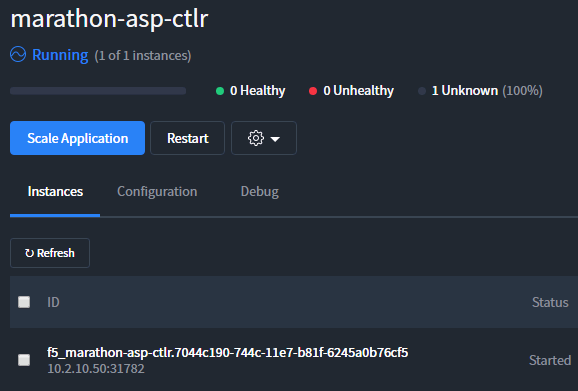 marathon-asp-ctlr
Running (1 of 1 instances)
0 Healthy 0 Unhealthy 1 Unknown (100%)
Scale Application Restart
Instances Configuration Debug
↻ Refresh
ID Status
f5_marathon-asp-ctlr.7044c190-744c-11e7-b81f-6245a0b76cf5 Started
10.2.10.50:31782